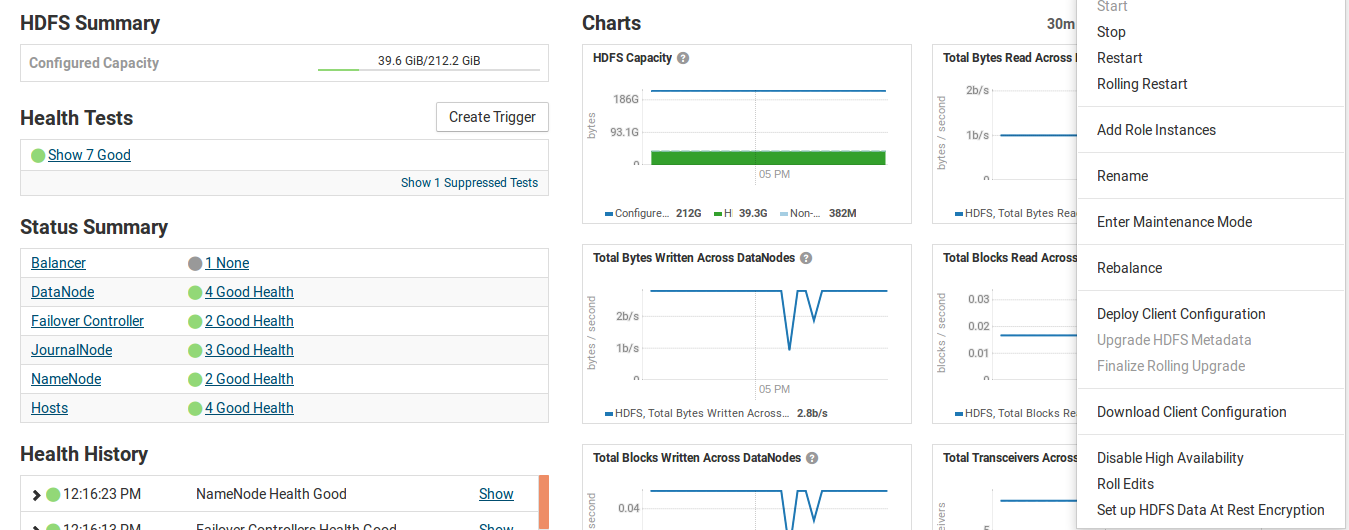 HDFS Summary
Configured Capacity
39.6 GiB/212.2 GiB
Health Tests
Create Trigger
Show 7 Good
Show 1 Suppressed Tests
Status Summary
Balancer 1 None
DataNode 4 Good Health
Failover Controller 2 Good Health
JournalNode 3 Good Health
NameNode 2 Good Health
Hosts 4 Good Health
Health History
12:16:23 PM NameNode Health Good Show
12:16:13 PM Failover Controllers Health Good Show
Charts
30m
HDFS Capacity ?
bytes
186G
93.1G
0
05 PM
Configure... 212G H 39.3G Non-... 382M
Total Bytes Read Across
bytes / second
2b/s
1b/s
0
HDFS, Total Bytes Rea
Total Bytes Written Across DataNodes ?
bytes / second
2b/s
1b/s
0
05 PM
HDFS, Total Bytes Written Across... 2.8b/s
Total Blocks Read Across
blocks / second
0.03
0.02
0.01
0
HDFS, Total Blocks Re
Total Blocks Written Across DataNodes ?
second
0.04
Total Transceivers Across
eivers
5
Start
Stop
Restart
Rolling Restart
Add Role Instances
Rename
Enter Maintenance Mode
Rebalance
Deploy Client Configuration
Upgrade HDFS Metadata
Finalize Rolling Upgrade
Download Client Configuration
Disable High Availability
Roll Edits
Set up HDFS Data At Rest Encryption